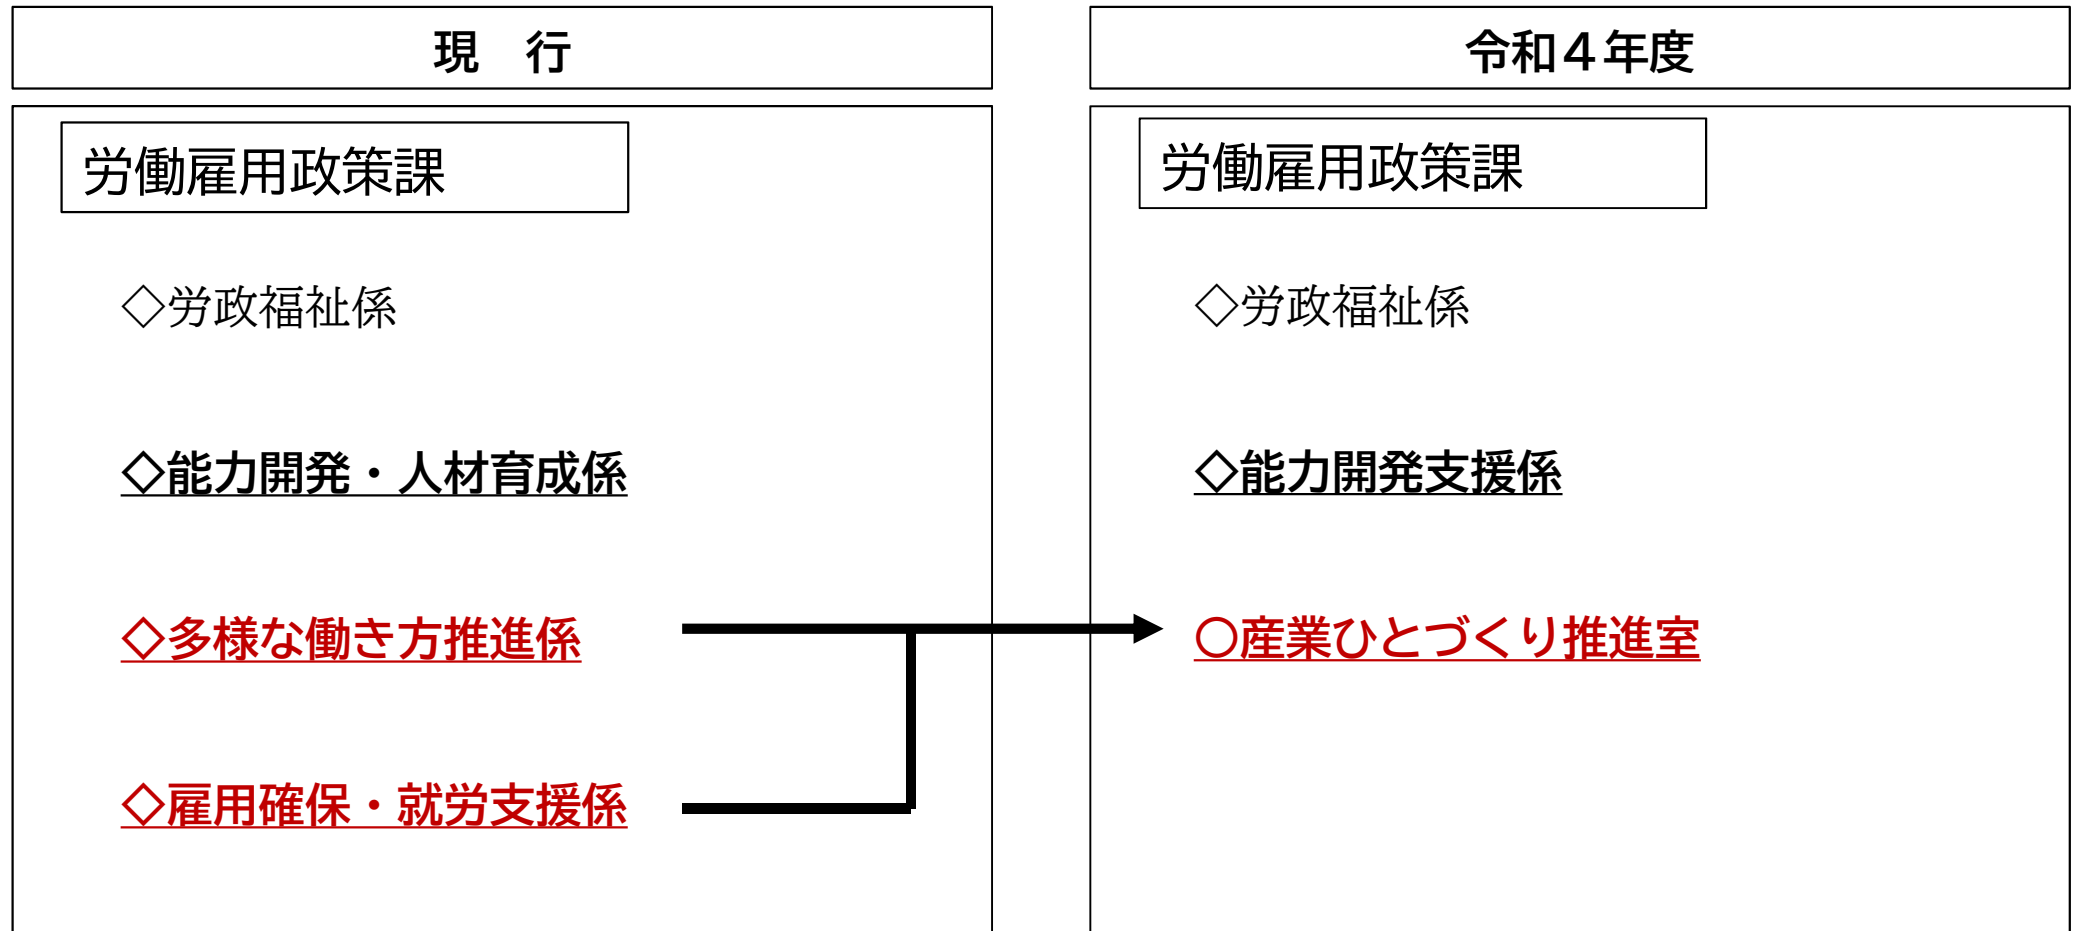 現　行
労働雇用政策課
◇労政福祉係
◇能力開発・人材育成係
◇多様な働き方推進係
◇雇用確保・就労支援係
令和４年度
労働雇用政策課
◇労政福祉係
◇能力開発支援係
○産業ひとづくり推進室